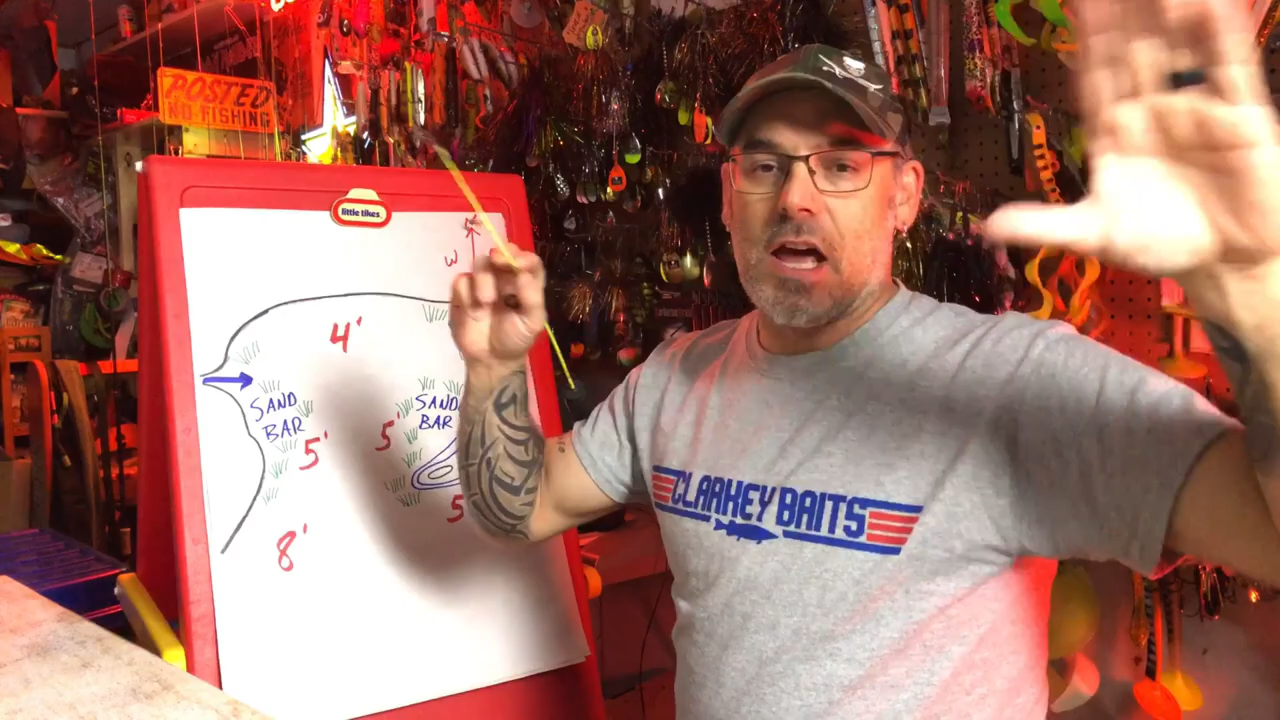 POSTED
NO FISHING
little tikes
W
4'
SAND
BAR
5'
5'
SAND
BAR
5
8'
CLARKEY BAITS